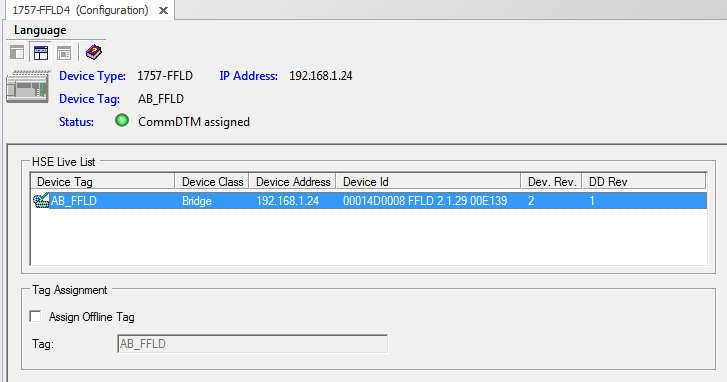 1757-FFLD4 (Configuration)
Language
Device Type: 1757-FFLD IP Address: 192.168.1.24
Device Tag: AB_FFLD
Status: CommDTM assigned
HSE Live List
Device Tag Device Class Device Address Device Id Dev. Rev. DD Rev
AB_FFLD Bridge 192.168.1.24 00014D0008 FFLD 2.1.29 00E139 2 1
Tag Assignment
Assign Offline Tag
Tag: AB_FFLD